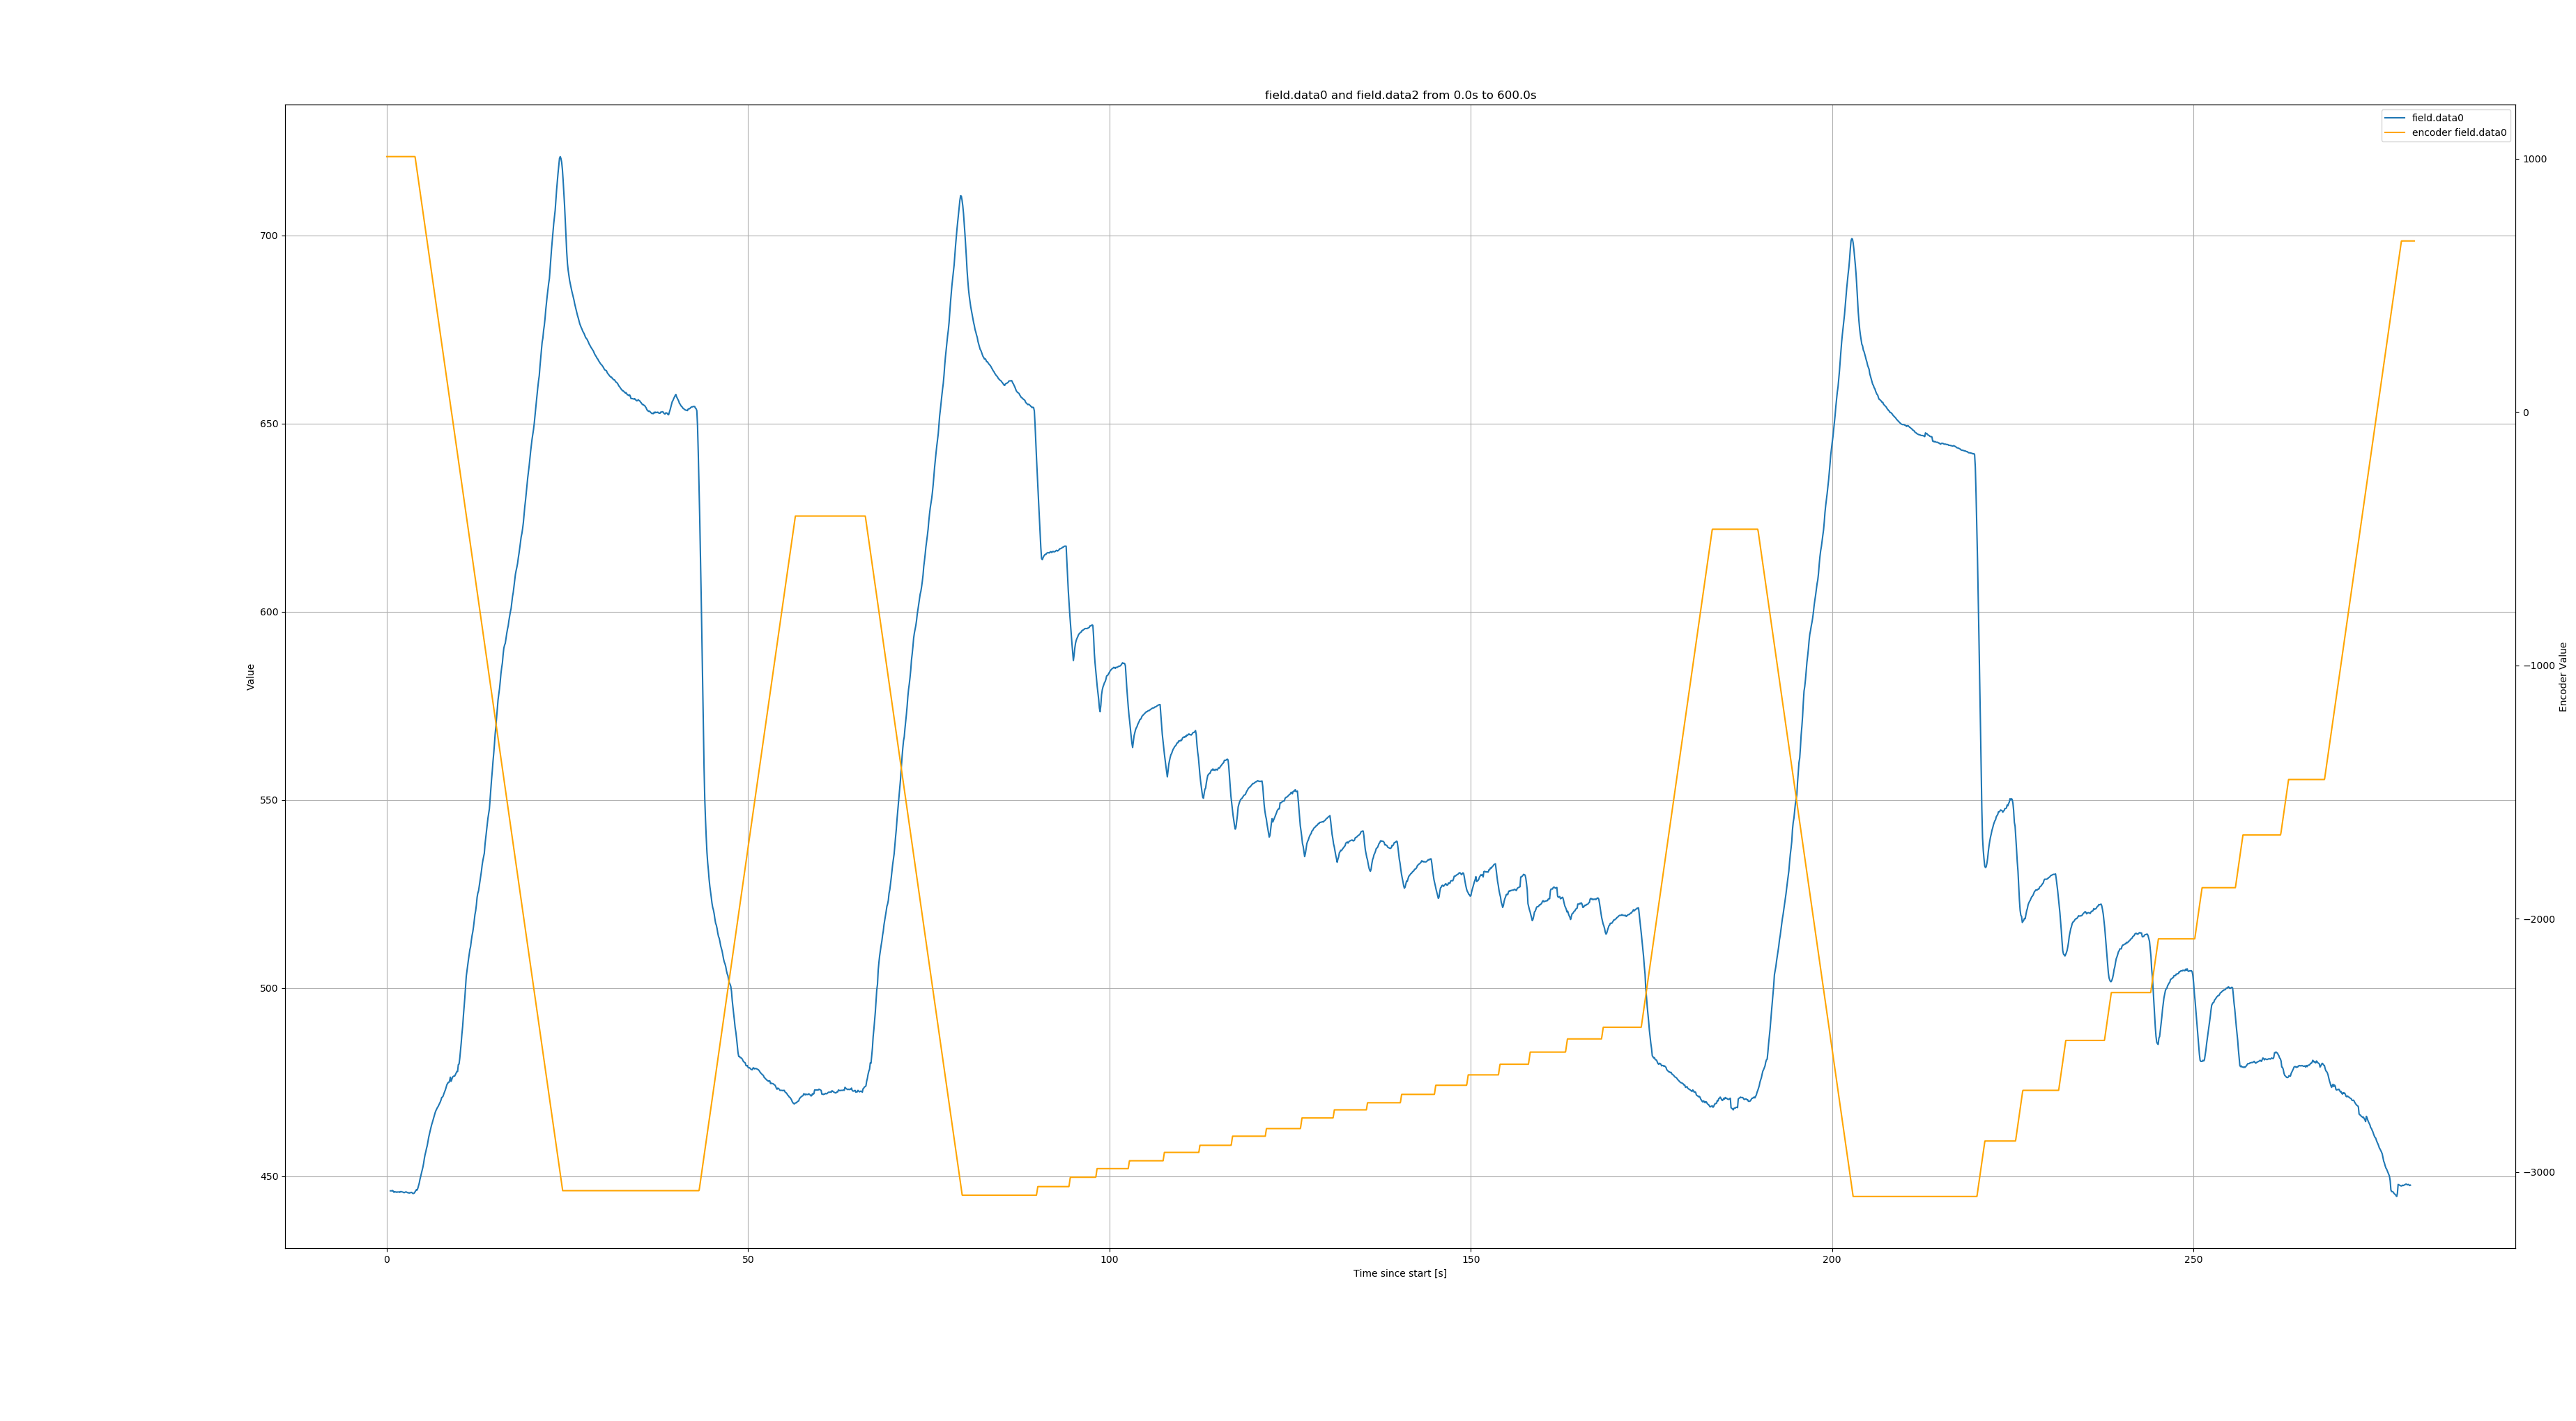 field.data0 and field.data2 from 0.0s to 600.0s
field.data0
encoder field.data0
700
650
600
550
500
450
Value
1000
0
−1000
−2000
−3000
Encoder Value
0 50 100 150 200 250
Time since start [s]